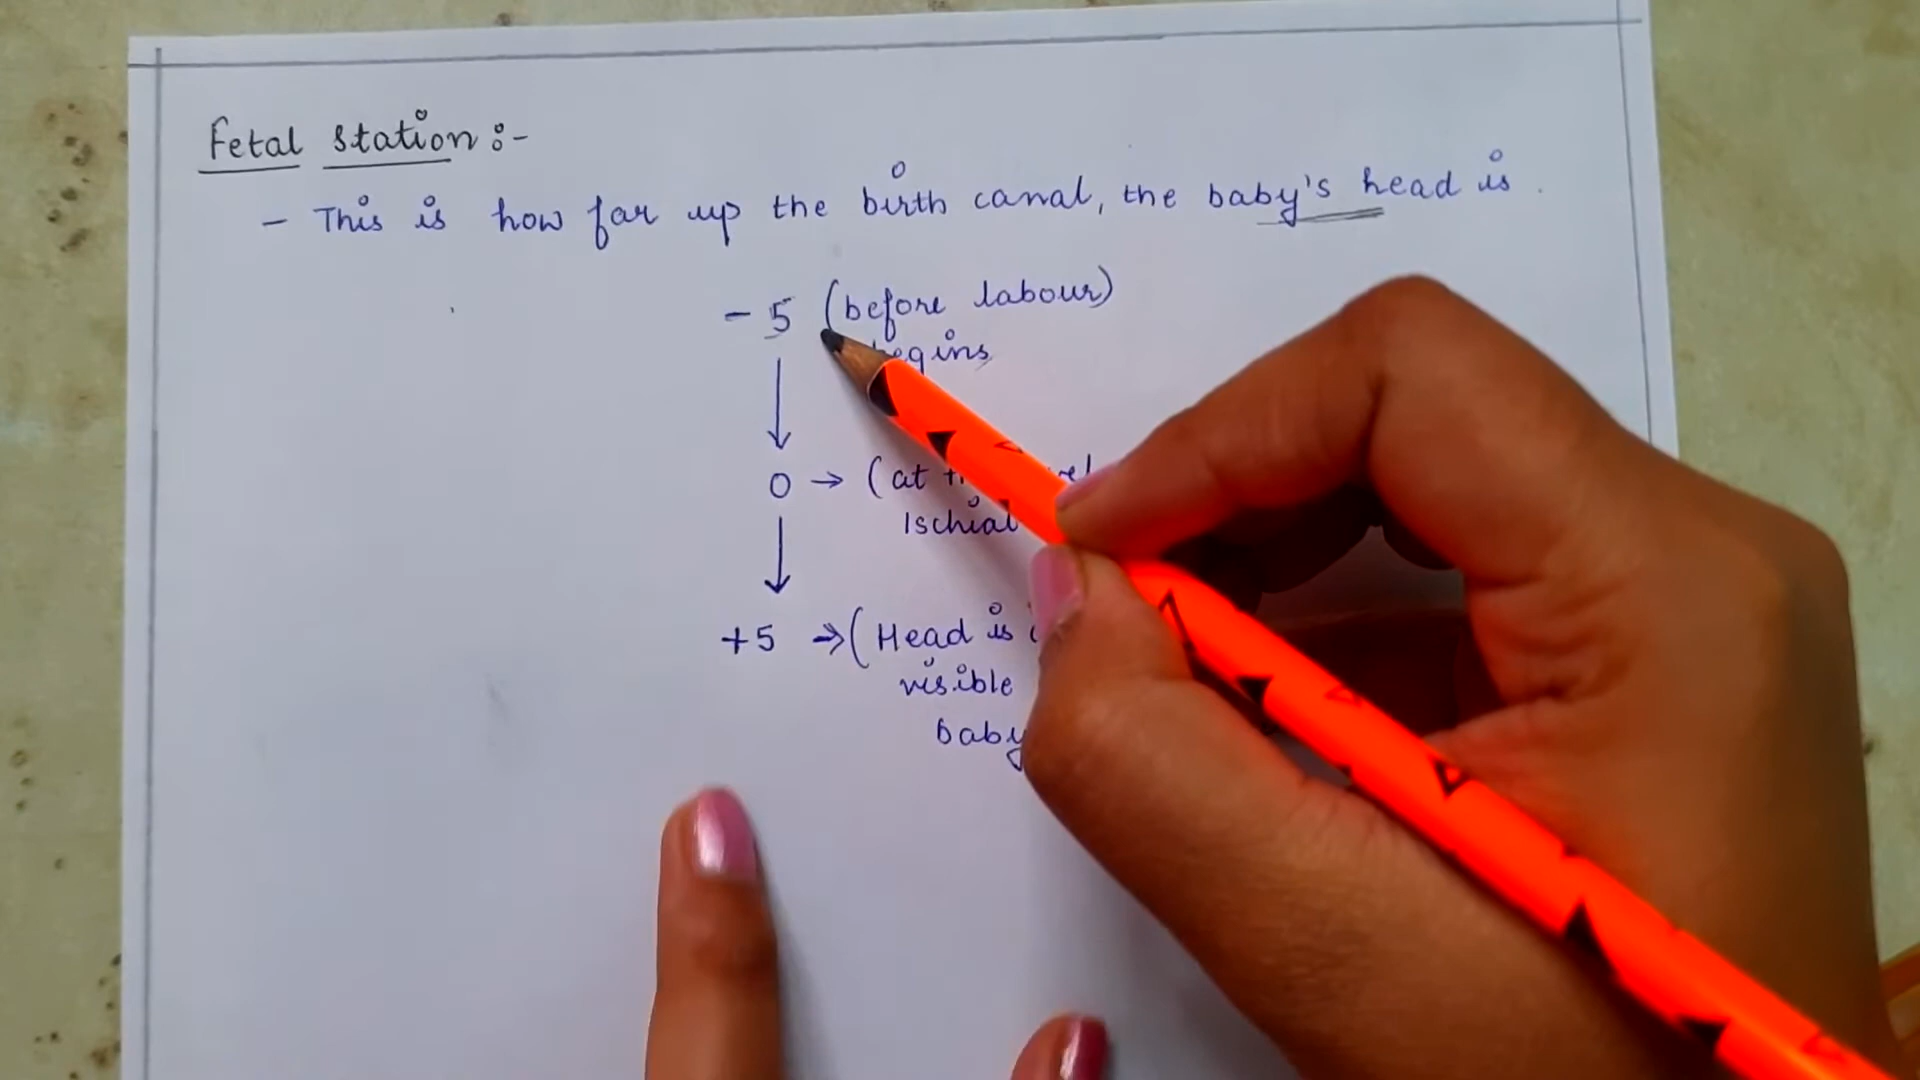 Fetal station :-
- This is how far up the birth canal, the baby's head is .
- 5 (before labour)
begins
0 → (at
Ischial
+5 → (Head is
visible
baby